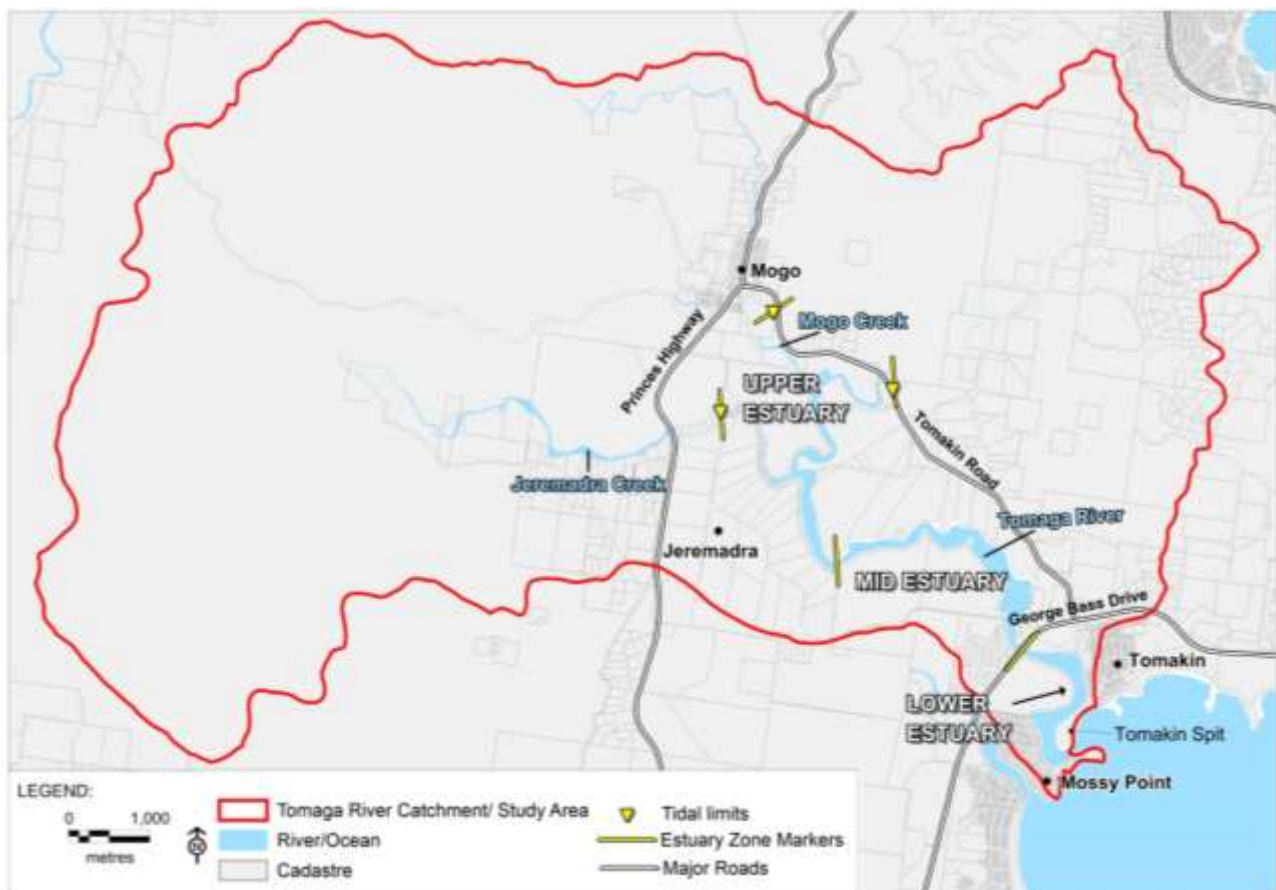 Mogo
Mogo Creek
Princes Highway
UPPER
ESTUARY
Tomakin Road
Jeremadra Creek
Tomaga River
Jeremadra
MID ESTUARY
George Bass Drive
Tomakin
LOWER
ESTUARY
Tomakin Spit
Mossy Point
LEGEND:
0 1,000
metres
Tomaga River Catchment/ Study Area
River/Ocean
Cadastre
Tidal limits
Estuary Zone Markers
Major Roads